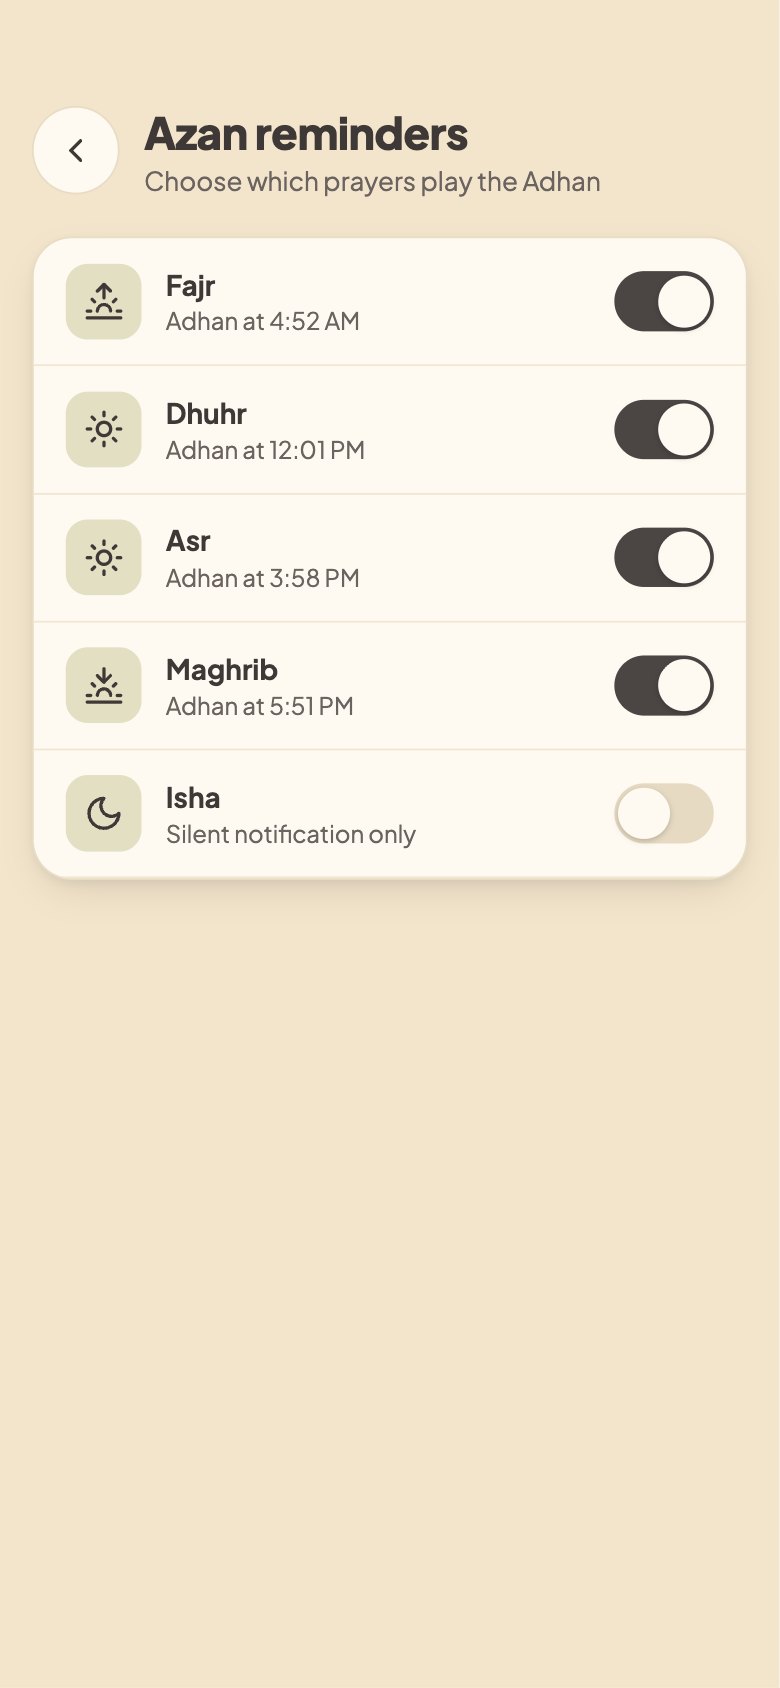 Azan reminders
Choose which prayers play the Adhan
Fajr
Adhan at 4:52 AM
Dhuhr
Adhan at 12:01 PM
Asr
Adhan at 3:58 PM
Maghrib
Adhan at 5:51 PM
Isha
Silent notification only